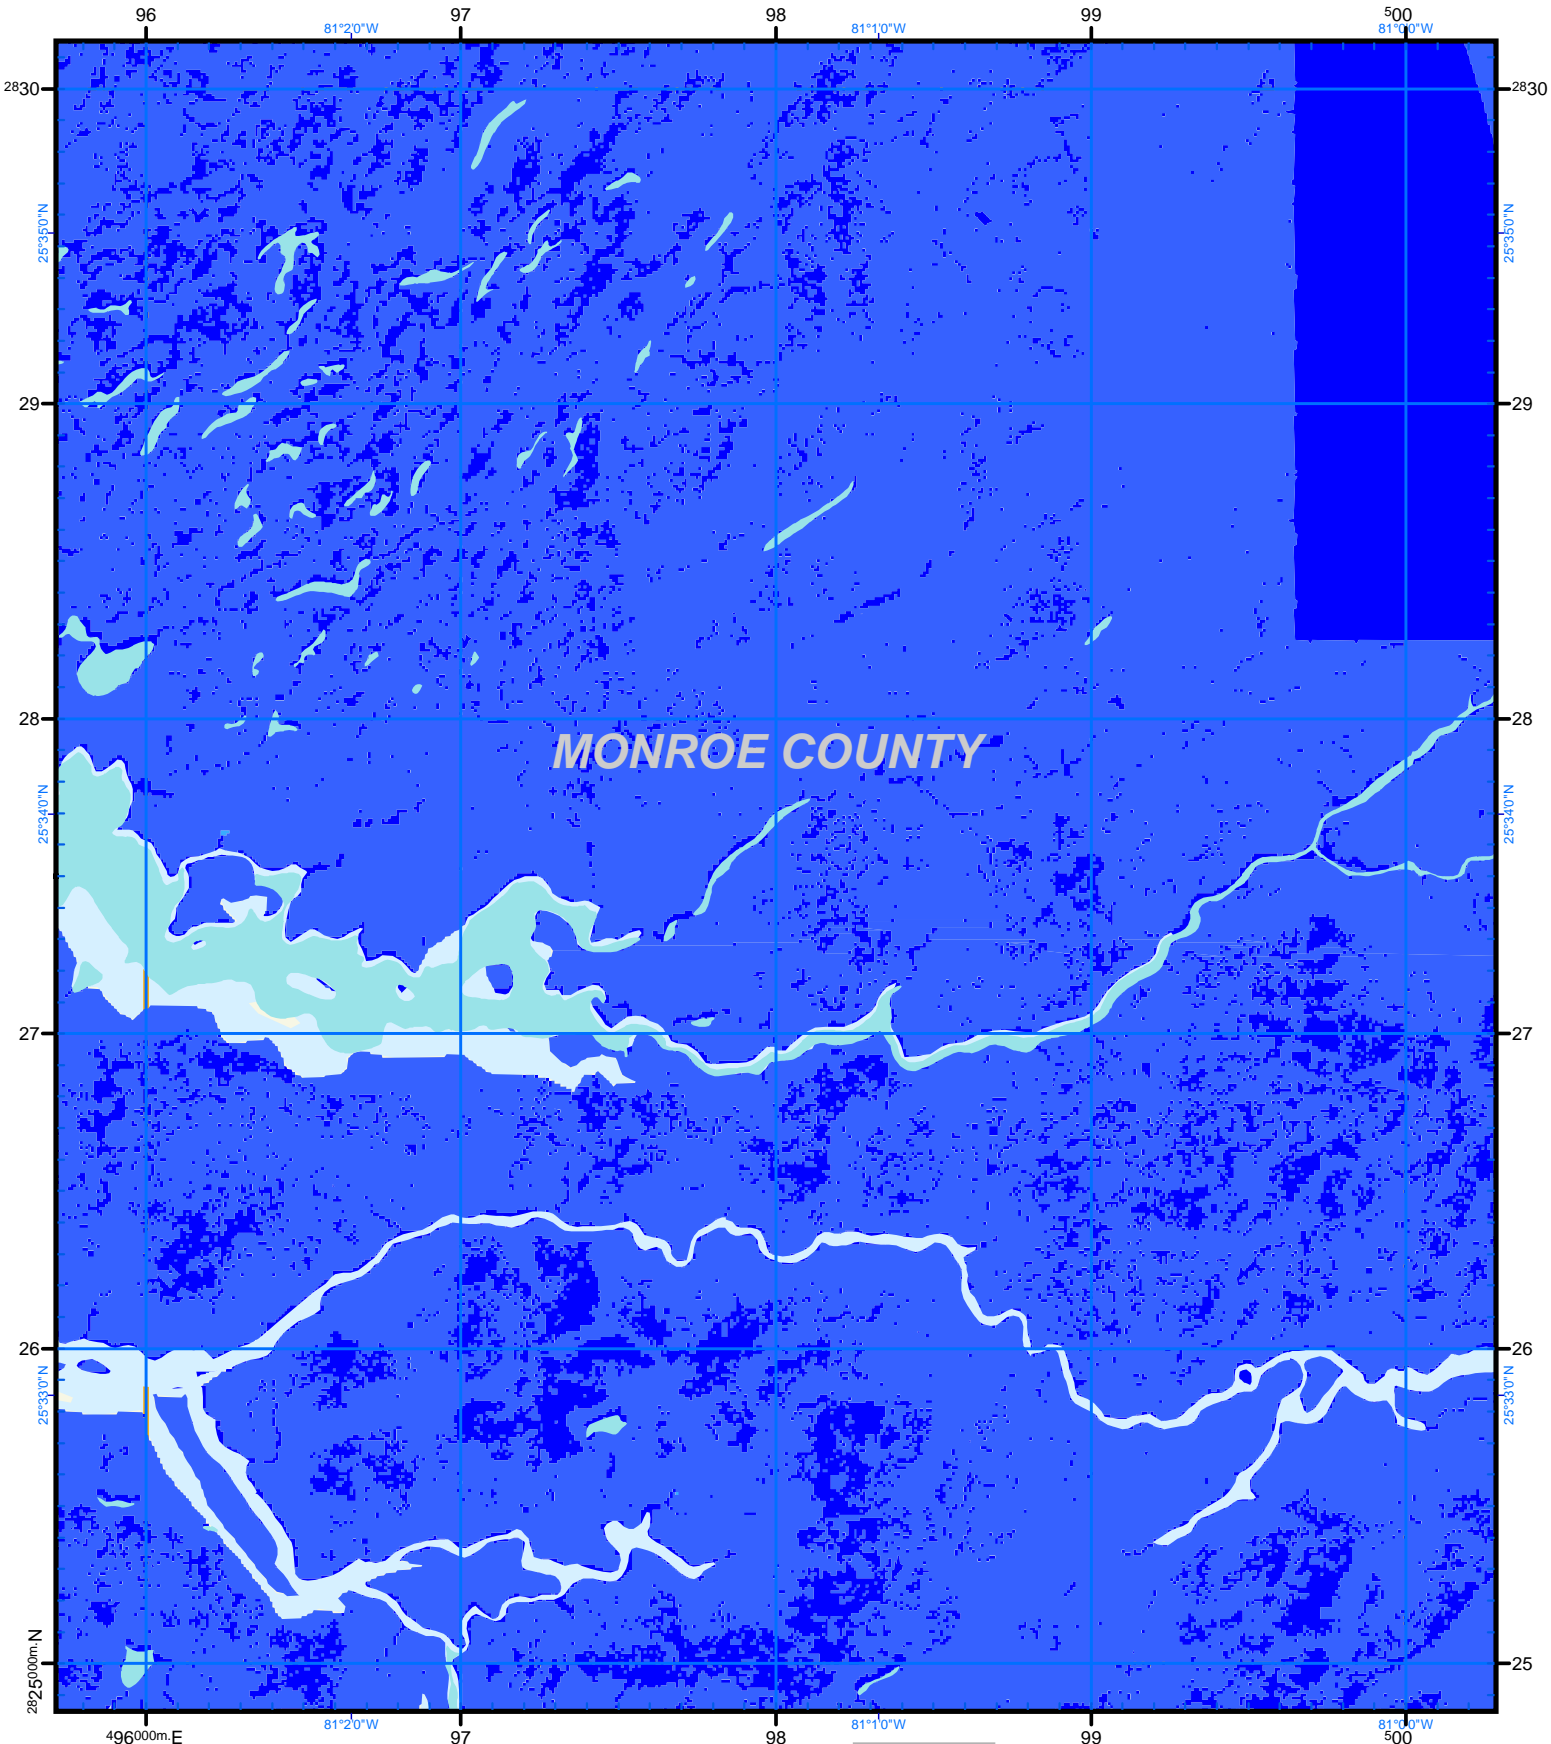 96 97 98 99 500
81°2'0"W 81°1'0"W 81°0'0"W
2830 2830
25°35'0"N 25°35'0"N
29 29
28 28
MONROE COUNTY
25°34'0"N 25°34'0"N
27 27
26 26
25°33'0"N 25°33'0"N
2825000m.N 25
81°2'0"W 81°1'0"W 81°0'0"W
496000m.E 97 98 99 500